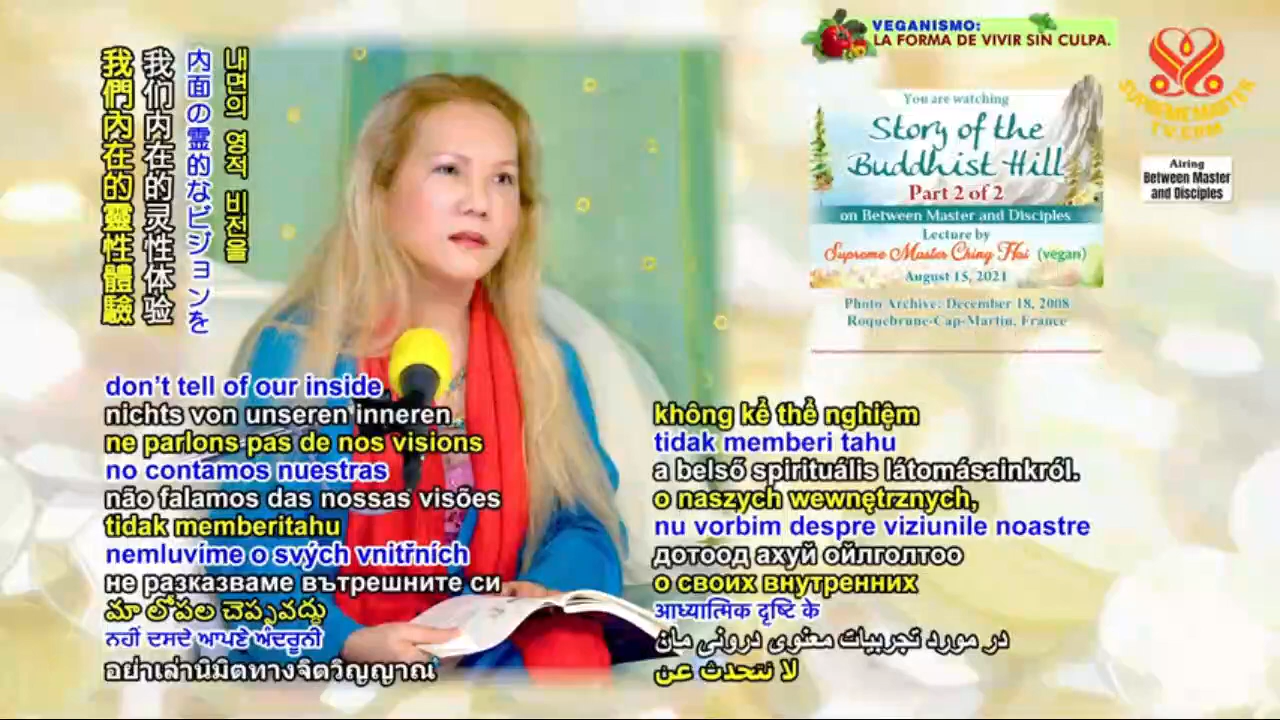 VEGANISMO:
LA FORMA DE VIVIR SIN CULPA.
SUPREMEMASTER
TV.COM
You are watching
Story of the
Buddhist Hill
Part 2 of 2
on Between Master and Disciples
Lecture by
Supreme Master Ching Hai (vegan)
August 15, 2021
Photo Archive: December 18, 2008
Roquebrune-Cap-Martin, France
Airing
Between Master
and Disciples
我們內在的靈性體驗
我们内在的灵性体验
内面の霊的なビジョンを
내면의 영적 비전을
don't tell of our inside
nichts von unseren inneren
ne parlons pas de nos visions
no contamos nuestras
não falamos das nossas visões
tidak memberitahu
nemluvíme o svých vnitřních
не разказваме вътрешните си
మా లోపల చెప్పవద్దు
ਨਹੀਂ ਦਸਦੇ ਆਪਣੇ ਅੰਦਰੂਨੀ
อย่าเล่านิมิตทางจิตวิญญาณ
không kể thể nghiệm
tidak memberi tahu
a belső spirituális látomásainkról.
o naszych wewnętrznych,
nu vorbim despre viziunile noastre
дотоод ахуй ойлголтоо
о своих внутренних
आध्यात्मिक दृष्टि के
در مورد تجربیات معنوی درونی مان
لا نتحدث عن